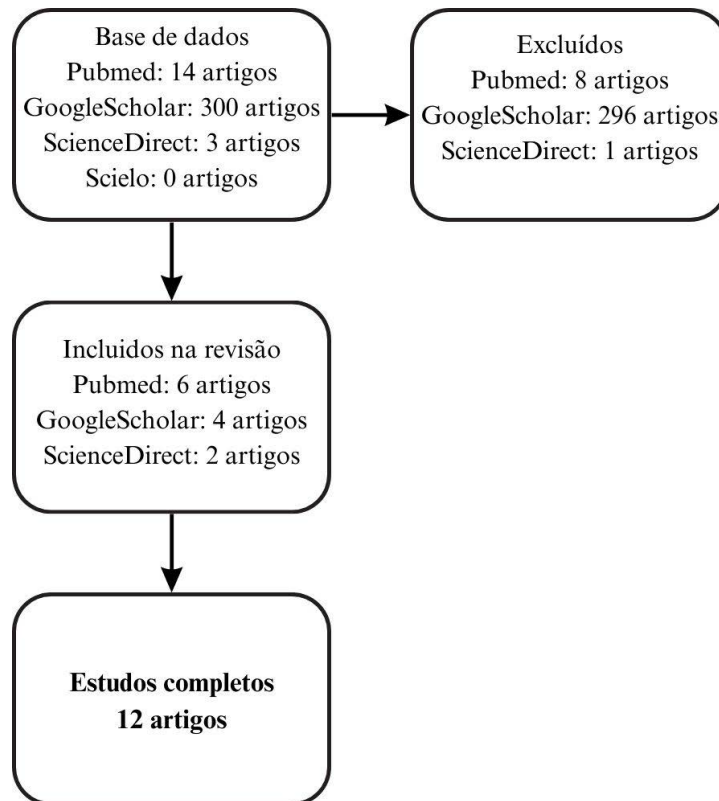 Base de dados
Pubmed: 14 artigos
GoogleScholar: 300 artigos
ScienceDirect: 3 artigos
Scielo: 0 artigos
Excluídos
Pubmed: 8 artigos
GoogleScholar: 296 artigos
ScienceDirect: 1 artigos
Incluidos na revisão
Pubmed: 6 artigos
GoogleScholar: 4 artigos
ScienceDirect: 2 artigos
Estudos completos
12 artigos